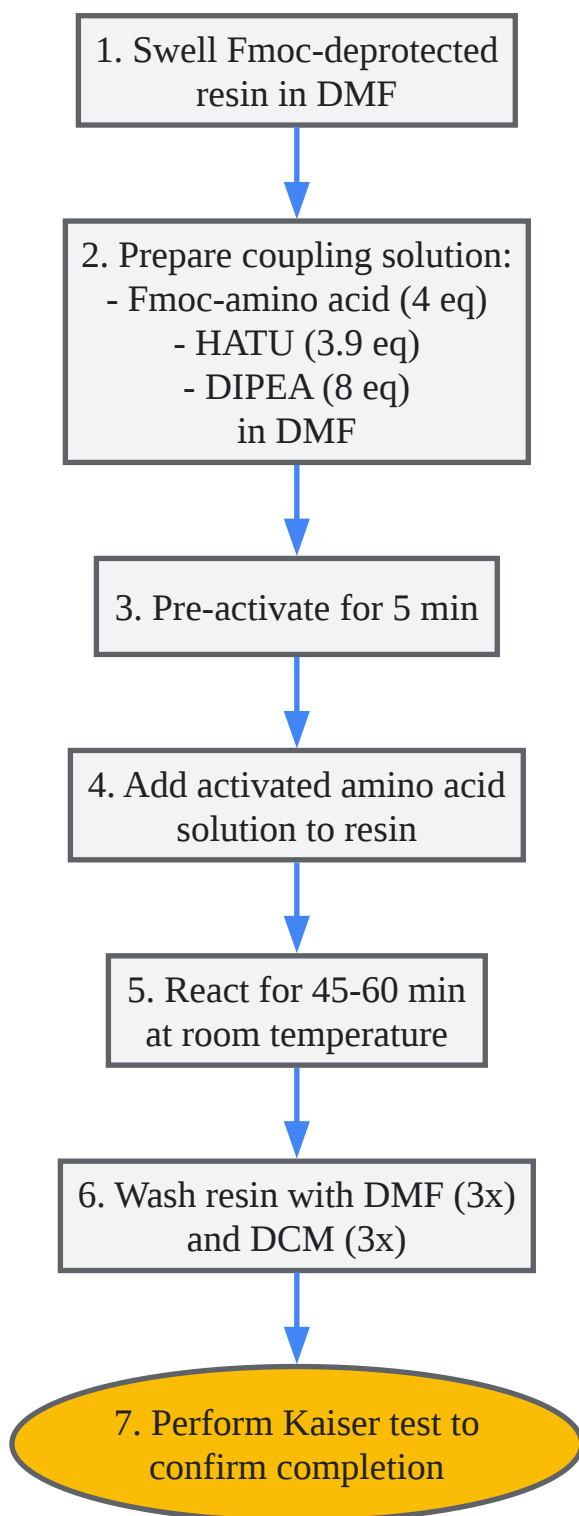 1. Swell Fmoc-deprotected
resin in DMF
2. Prepare coupling solution:
- Fmoc-amino acid (4 eq)
- HATU (3.9 eq)
- DIPEA (8 eq)
in DMF
3. Pre-activate for 5 min
4. Add activated amino acid
solution to resin
5. React for 45-60 min
at room temperature
6. Wash resin with DMF (3x)
and DCM (3x)
7. Perform Kaiser test to
confirm completion